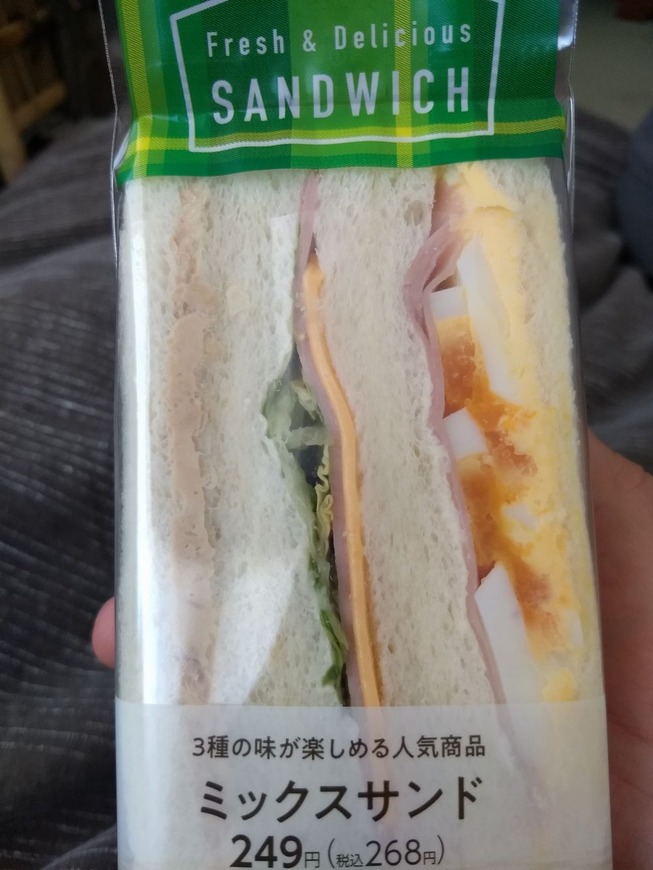 Fresh & Delicious
SANDWICH
3種の味が楽しめる人気商品
ミックスサンド
249円(税込268円)